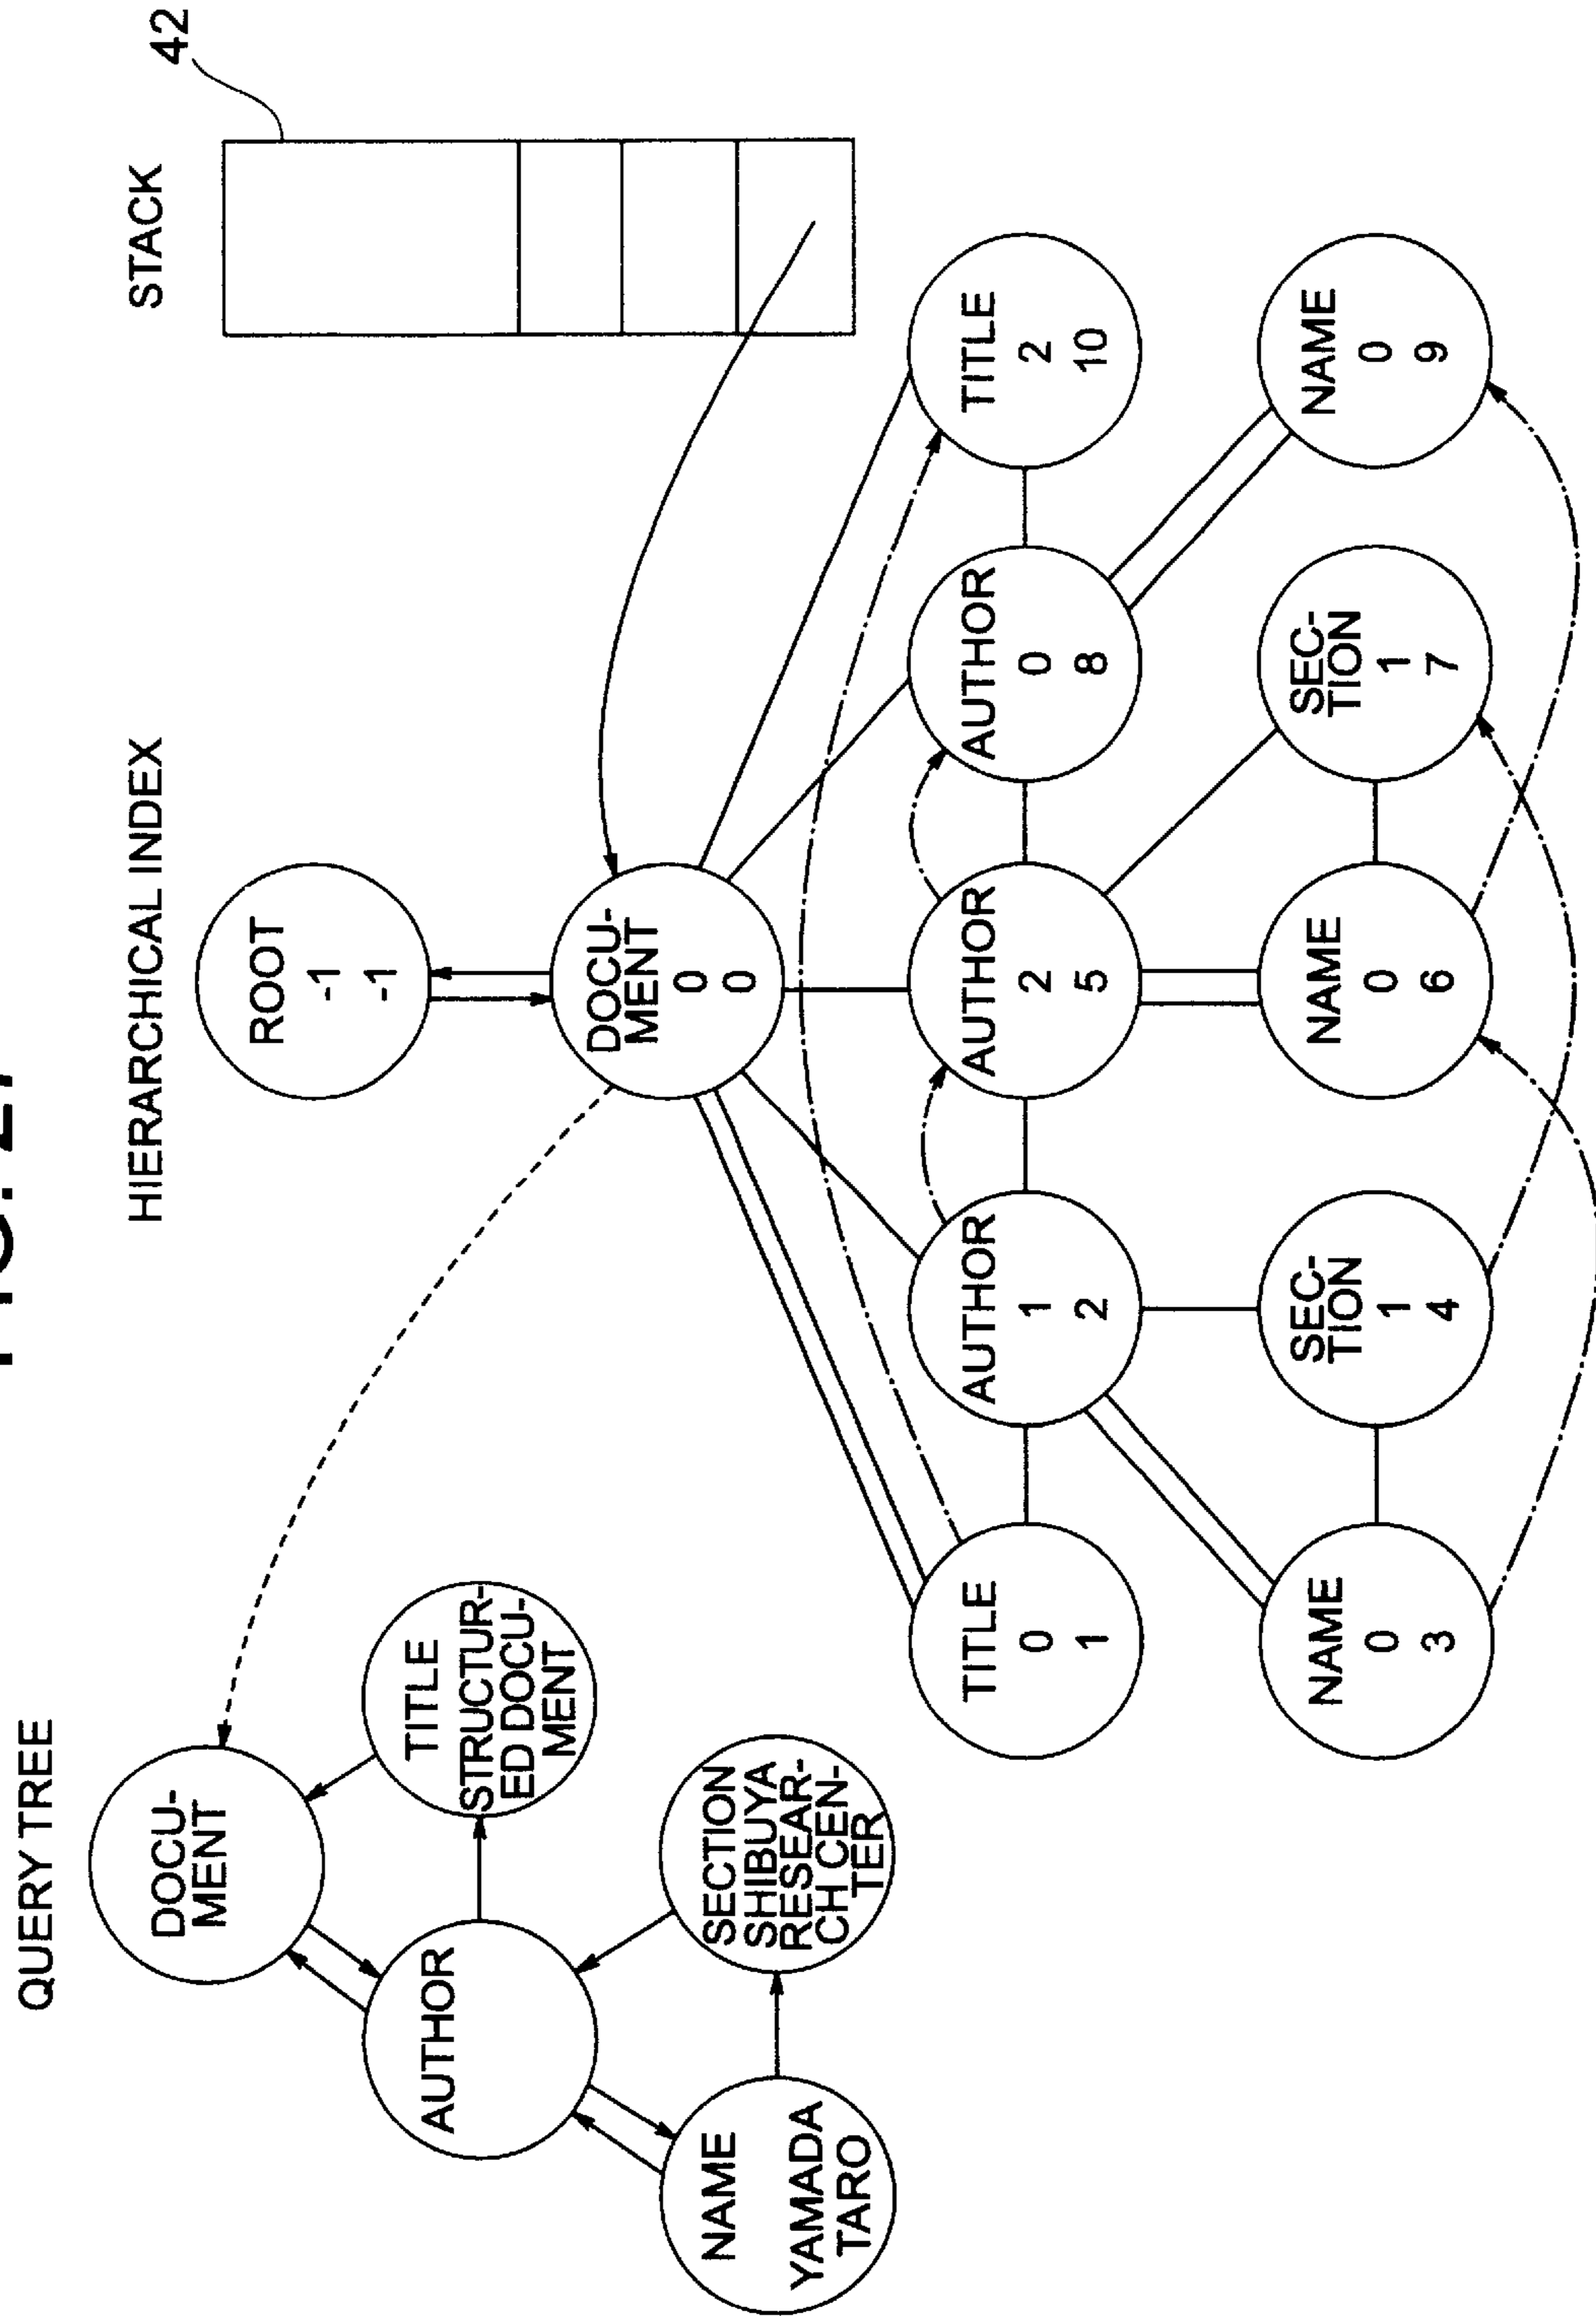 QUERY TREE
DOCU-
MENT
AUTHOR
TITLE
STRUCTUR-
ED DOCU-
MENT
NAME
YAMADA
TARO
SECTION
SHIBUYA
RESEAR-
CH CEN-
TER
HIERARCHICAL INDEX
ROOT
-1
-1
DOCU-
MENT
0
0
TITLE
0
1
AUTHOR
1
2
AUTHOR
2
5
AUTHOR
0
8
TITLE
2
10
NAME
0
3
SEC-
TION
1
4
NAME
0
6
SEC-
TION
1
7
NAME
0
9
STACK
42